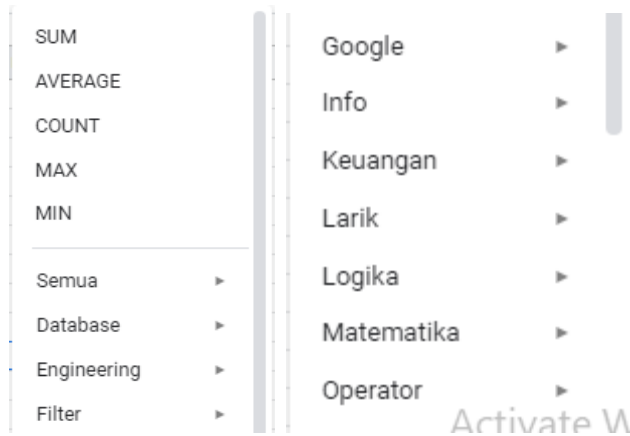 SUM
AVERAGE
COUNT
MAX
MIN
Semua
Database
Engineering
Filter
Google
Info
Keuangan
Larik
Logika
Matematika
Operator
Activate W